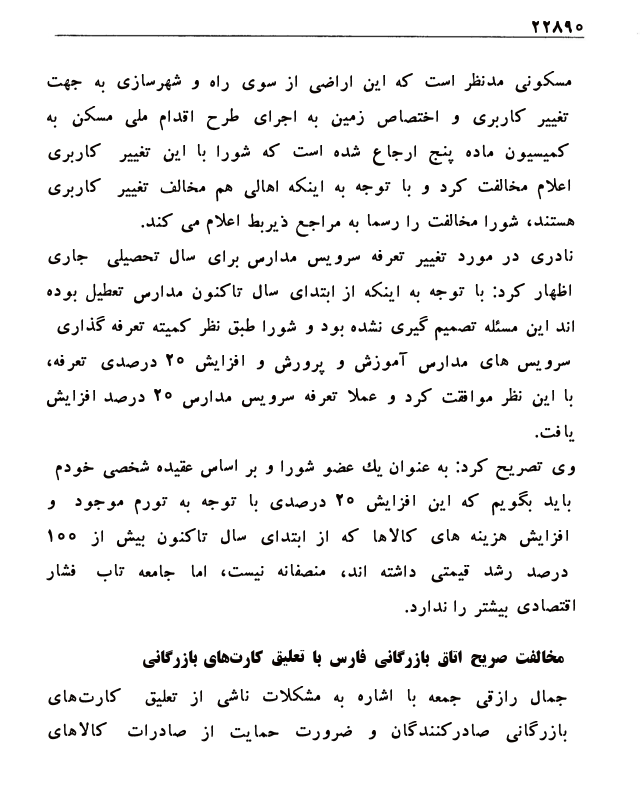 ۲۲۸۹۰
مسکونی مدنظر است که این اراضی از سوی راه و شهرسازی به جهت
تغییر کاربری و اختصاص زمین به اجرای طرح اقدام ملی مسکن به
کمیسیون ماده پنج ارجاع شده است که شورا با این تغییر کاربری
اعلام مخالفت کرد و با توجه به اینکه اهالی هم مخالف تغییر کاربری
هستند، شورا مخالفت را رسما به مراجع ذیربط اعلام می کند.
نادری در مورد تغییر تعرفه سرویس مدارس برای سال تحصیلی جاری
اظهار کرد: با توجه به اینکه از ابتدای سال تاکنون مدارس تعطیل بوده
اند این مسئله تصمیم گیری نشده بود و شورا طبق نظر کمیته تعرفه گذاری
سرویس های مدارس آموزش و پرورش و افزایش ۲۰ درصدی تعرفه،
با این نظر موافقت کرد و عملا تعرفه سرویس مدارس ۲۰ درصد افزایش
یافت.
وی تصریح کرد: به عنوان یك عضو شورا و بر اساس عقیده شخصی خودم
باید بگویم که این افزایش ۲۰ درصدی با توجه به تورم موجود و
افزایش هزینه های کالاها که از ابتدای سال تاکنون بیش از ۱۰۰
درصد رشد قیمتی داشته اند، منصفانه نیست، اما جامعه تاب فشار
اقتصادی بیشتر را ندارد.
مخالفت صریح اتاق بازرگانی فارس با تعلیق کارت‌های بازرگانی
جمال رازقی جمعه با اشاره به مشکلات ناشی از تعلیق کارت‌های
بازرگانی صادرکنندگان و ضرورت حمایت از صادرات کالاهای